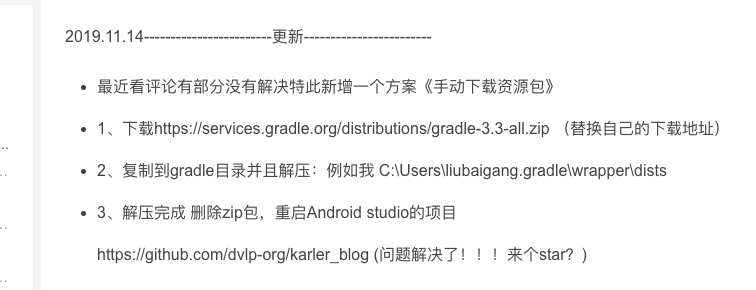 2019.11.14------------------------更新------------------------
最近看评论有部分没有解决特此新增一个方案《手动下载资源包》
1、下载https://services.gradle.org/distributions/gradle-3.3-all.zip （替换自己的下载地址）
2、复制到gradle目录并且解压：例如我 C:\Users\liubaigang.gradle\wrapper\dists
3、解压完成 删除zip包，重启Android studio的项目
https://github.com/dvlp-org/karler_blog (问题解决了！！！来个star？)